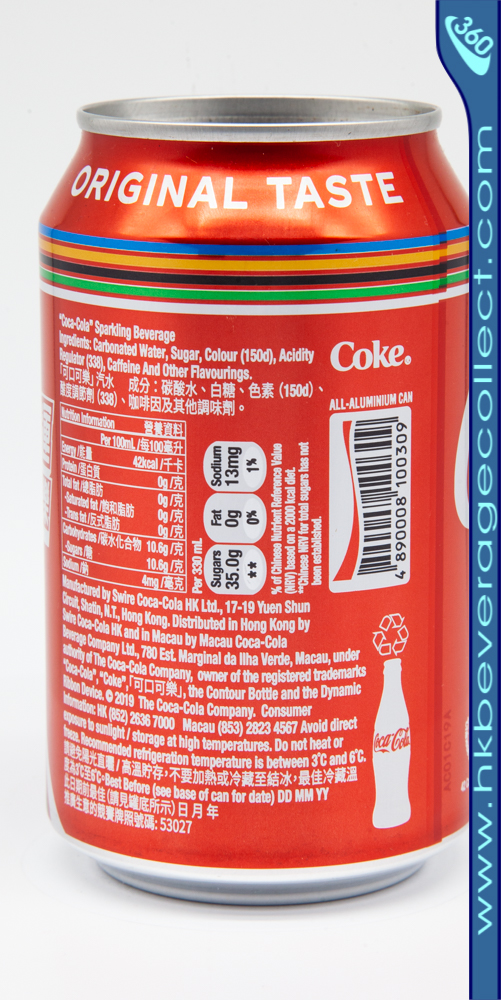 360
www.hkbeveragecollect.com
ORIGINAL TASTE
"Coca-Cola" Sparkling Beverage
Ingredients: Carbonated Water, Sugar, Colour (150d), Acidity
Regulator (338), Caffeine And Other Flavourings.
「可口可樂」汽水 成分：碳酸水、白糖、色素 (150d)、
酸度調節劑 (338)、咖啡因及其他調味劑。
Coke®
ALL-ALUMINIUM CAN
4 890008 100309
Nutrition Information 營養資料
Per 100mL/每100毫升
Energy/能量 42kcal/千卡
Protein/蛋白質 0g/克
Total fat/總脂肪 0g/克
-Saturated fat/飽和脂肪 0g/克
-Trans fat/反式脂肪 0g/克
Carbohydrates/碳水化合物 10.6g/克
-Sugars/糖 10.6g/克
Sodium/鈉 4mg/毫克
Per 330 mL
Sugars 35.0g **
Fat 0g 0%
Sodium 13mg 1%
% of Chinese Nutrient Reference Value
(NRV) based on a 2000 kcal diet.
**Chinese NRV for total sugars has not
been established.
Manufactured by Swire Coca-Cola HK Ltd., 17-19 Yuen Shun
Circuit, Shatin, N.T., Hong Kong. Distributed in Hong Kong by
Swire Coca-Cola HK and in Macau by Macau Coca-Cola
Beverage Company Ltd., 780 Est. Marginal da Ilha Verde, Macau, under
authority of The Coca-Cola Company, owner of the registered trademarks
"Coca-Cola", "Coke",「可口可樂」, the Contour Bottle and the Dynamic
Ribbon Device. © 2019 The Coca-Cola Company. Consumer
Information: HK (852) 2636 7000 Macau (853) 2823 4567 Avoid direct
exposure to sunlight / storage at high temperatures. Do not heat or
freeze. Recommended refrigeration temperature is between 3°C and 6°C.
請避免陽光直曬／高溫貯存，不要加熱或冷藏至結冰，最佳冷藏溫
度為3℃至6℃。Best Before (see base of can for date) DD MM YY
此日期前最佳 (請見罐底所示) 日 月 年
53027
Coca-Cola